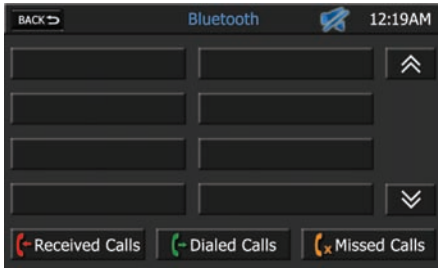 BACK Bluetooth 12:19AM
Received Calls Dialed Calls Missed Calls